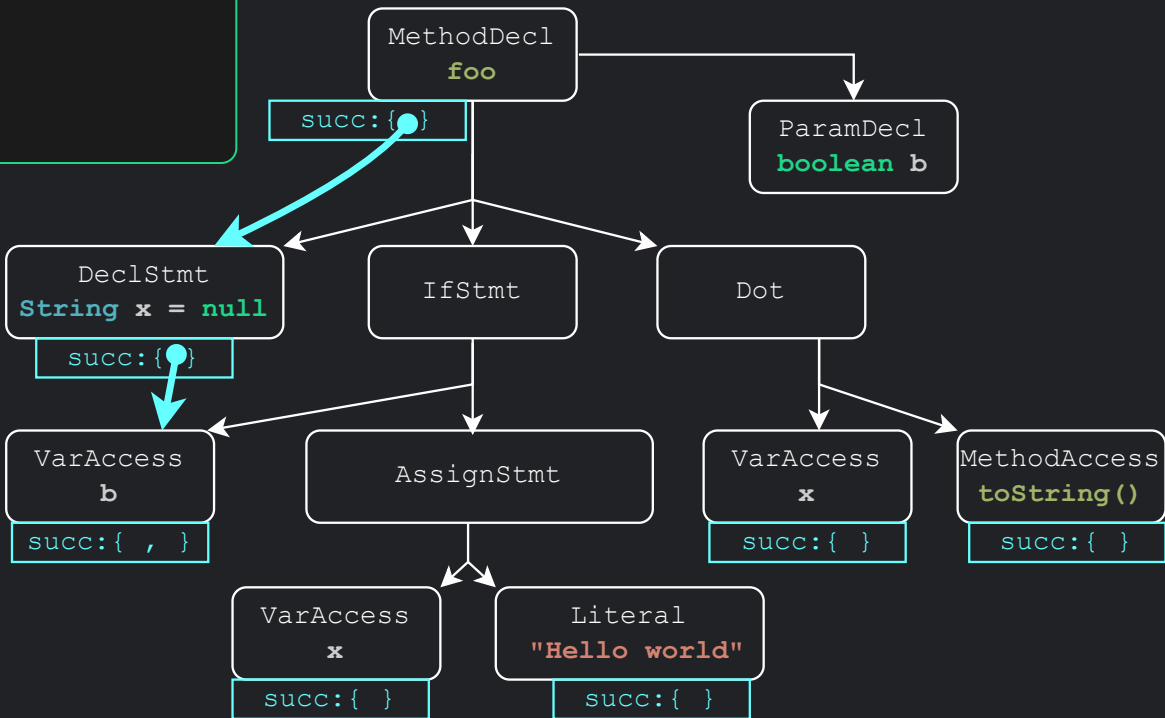 MethodDecl
foo
succ:{ }
ParamDecl
boolean b
DeclStmt
String x = null
succ:{ }
IfStmt
Dot
VarAccess
b
succ:{ , }
AssignStmt
VarAccess
x
succ:{ }
MethodAccess
toString()
succ:{ }
VarAccess
x
succ:{ }
Literal
"Hello world"
succ:{ }